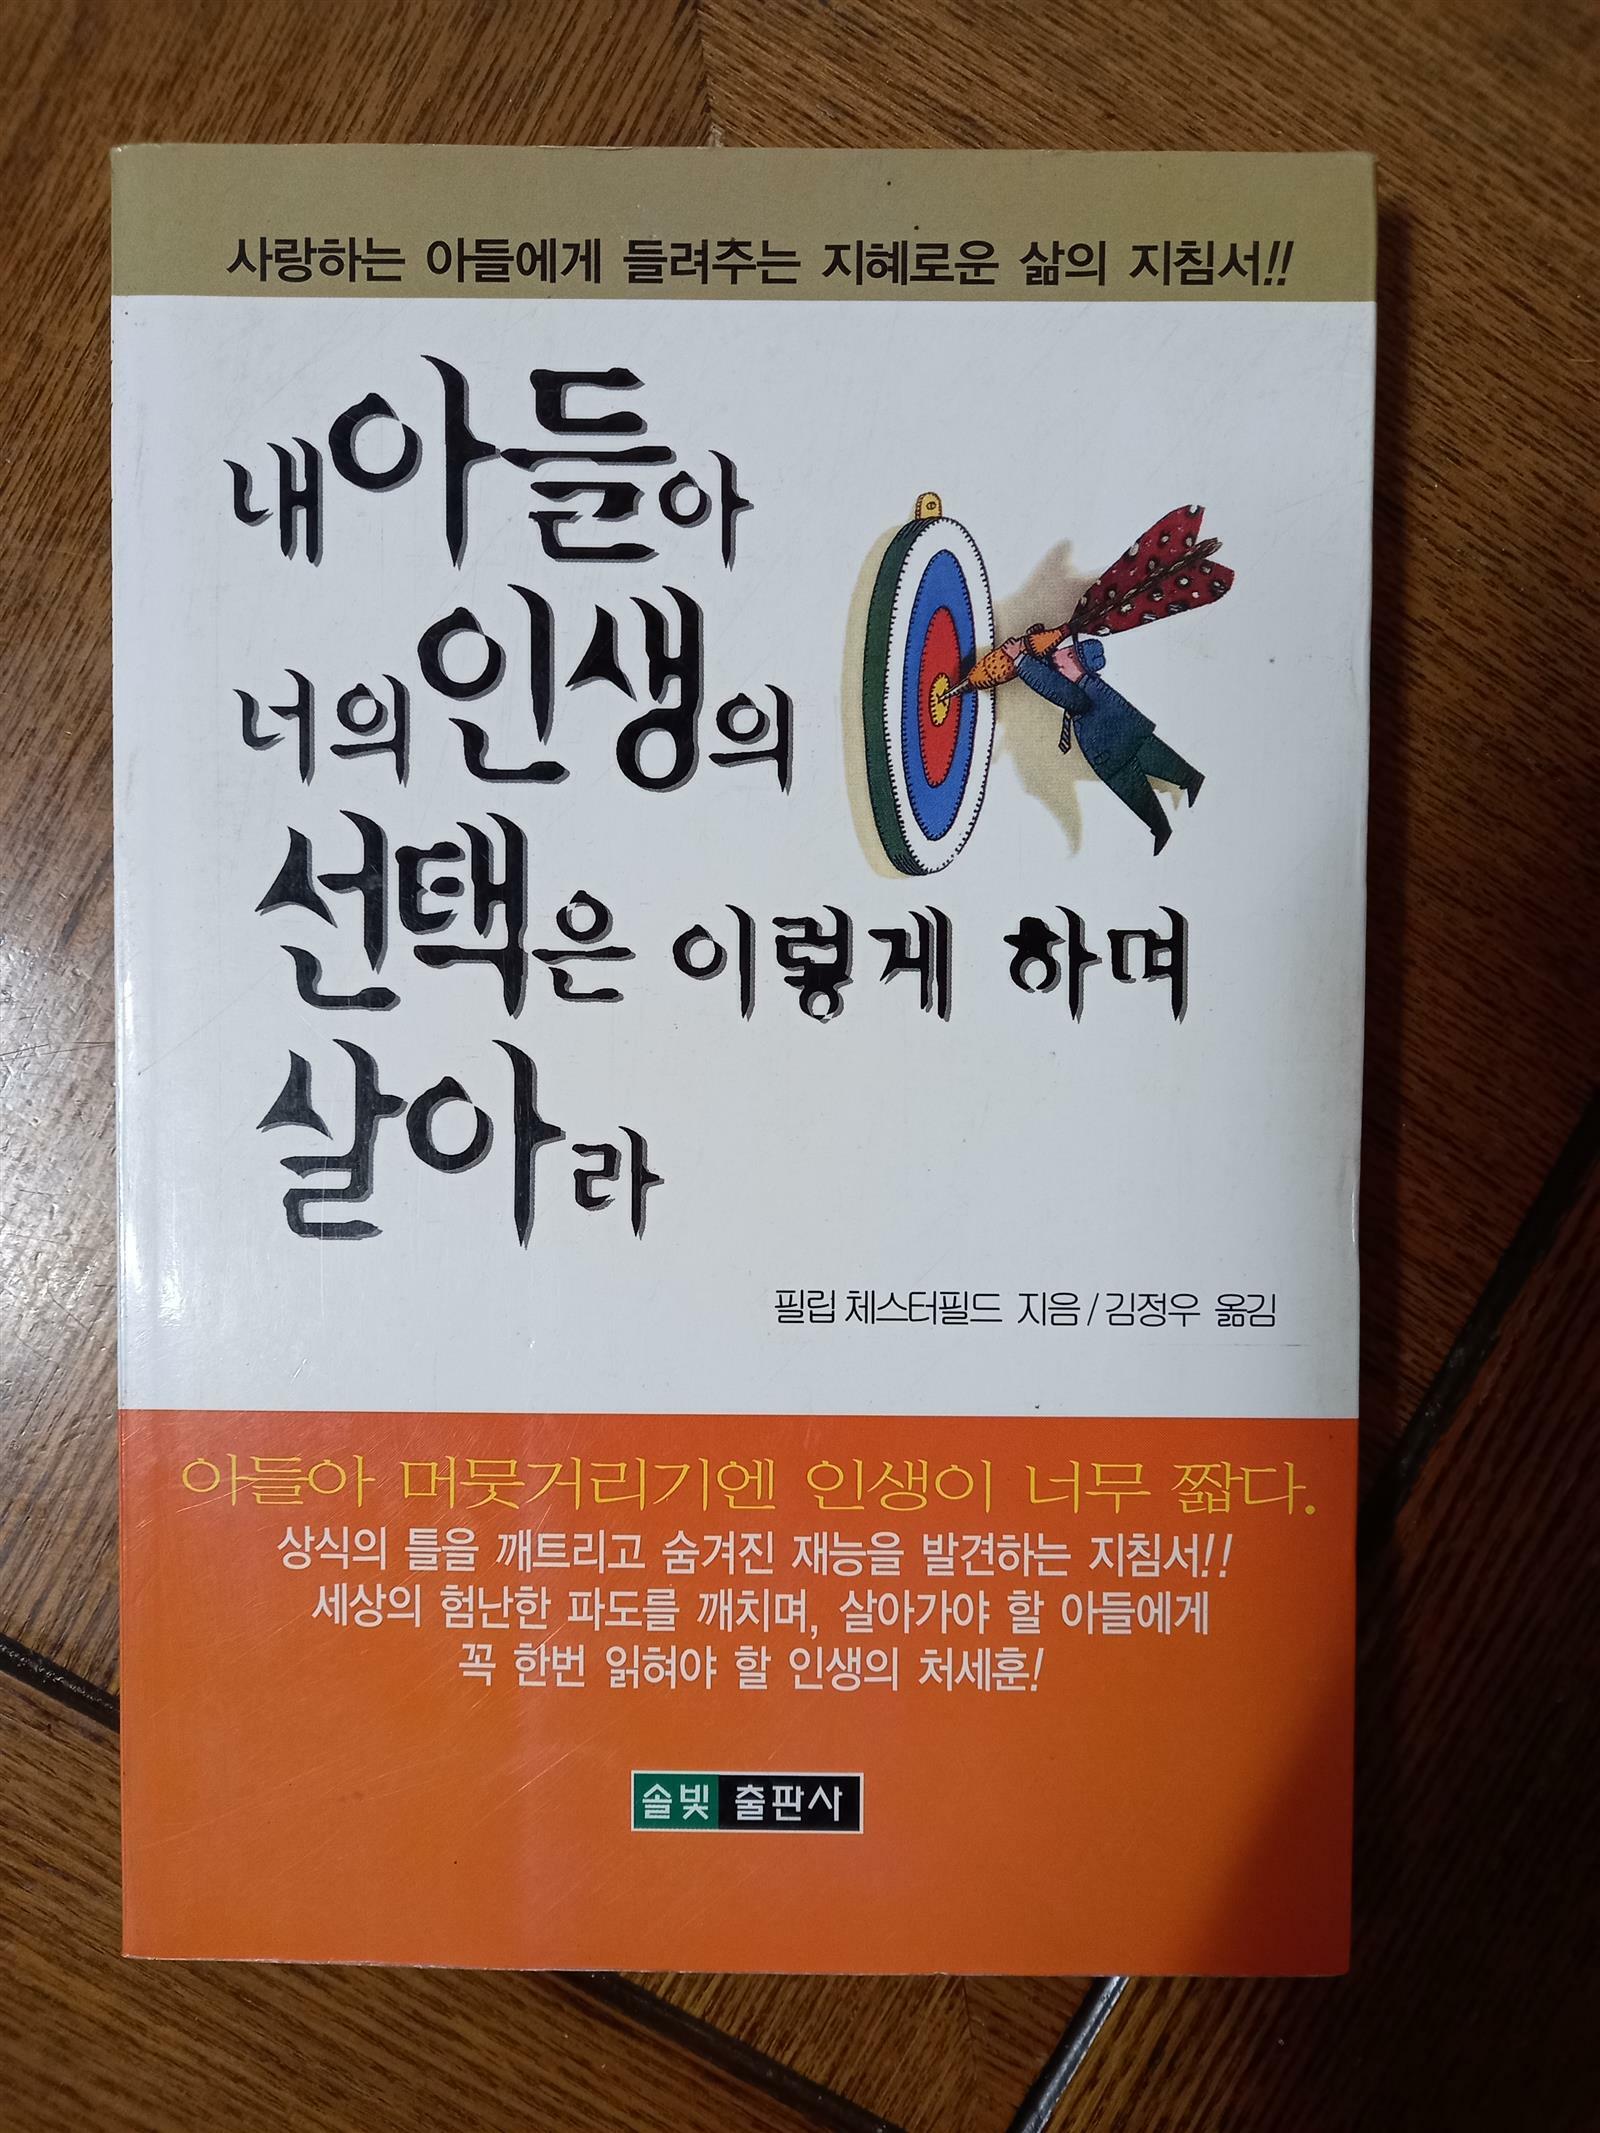 사랑하는 아들에게 들려주는 지혜로운 삶의 지침서!!
내아들아
너의인생의
선택은 이렇게 하며
살아라
필립 체스터필드 지음/김정우 옮김
아들아 머뭇거리기엔 인생이 너무 짧다.
상식의 틀을 깨트리고 숨겨진 재능을 발견하는 지침서!!
세상의 험난한 파도를 깨치며, 살아가야 할 아들에게
꼭 한번 읽혀야 할 인생의 처세훈!
솔빛 출판사